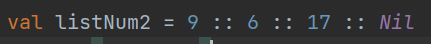 val listNum2 = 9 :: 6 :: 17 :: Nil